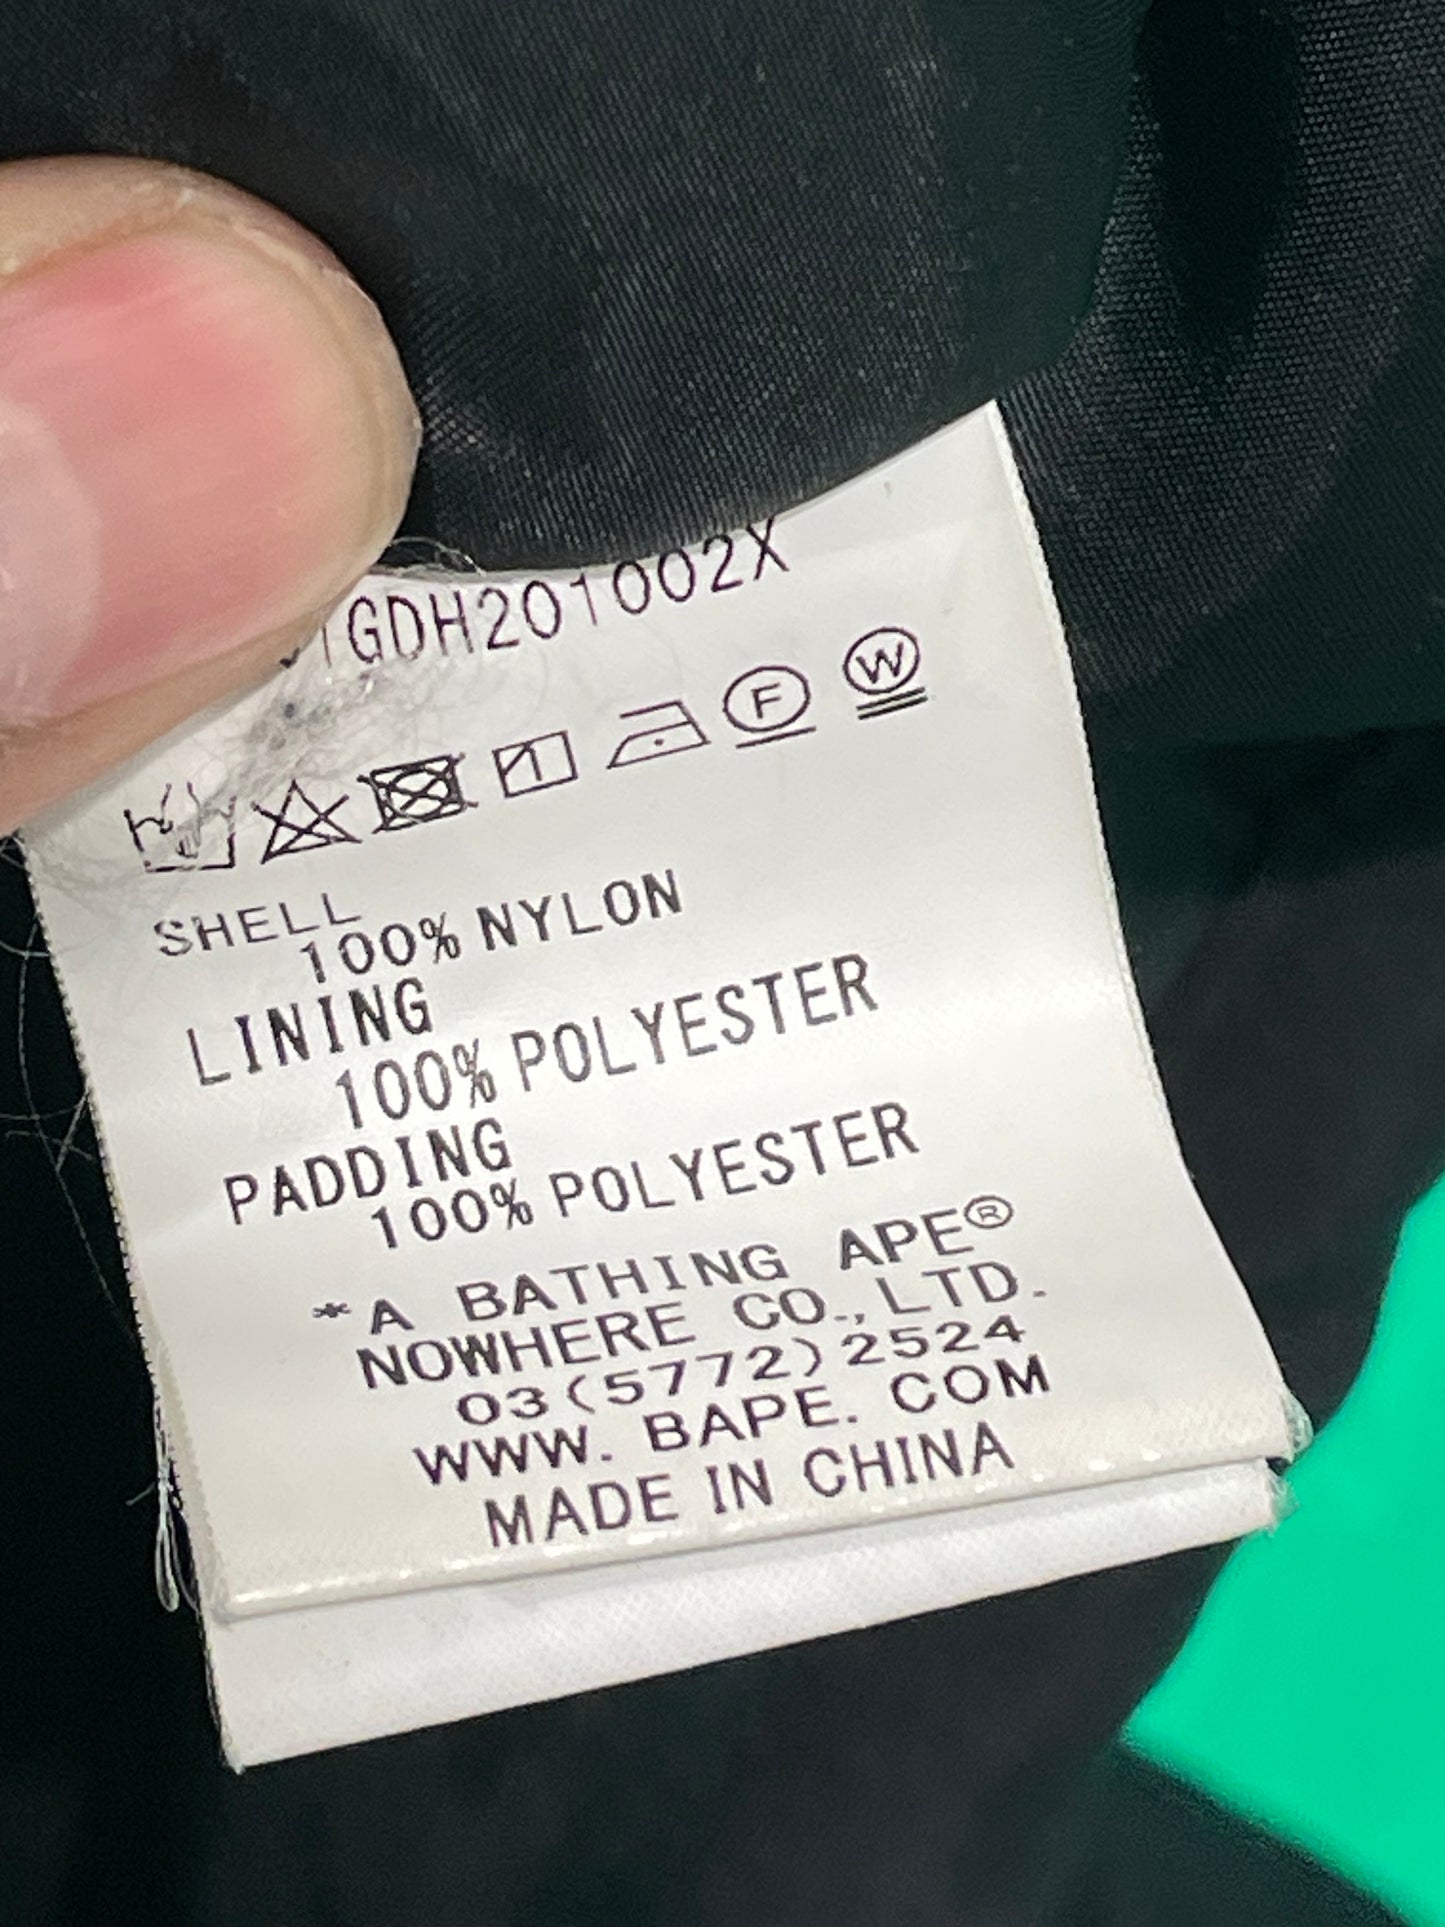 1GDH201002X
F W
SHELL
100% NYLON
LINING
100% POLYESTER
PADDING
100% POLYESTER
*A BATHING APE®
NOWHERE CO.,LTD.
03(5772)2524
WWW. BAPE. COM
MADE IN CHINA